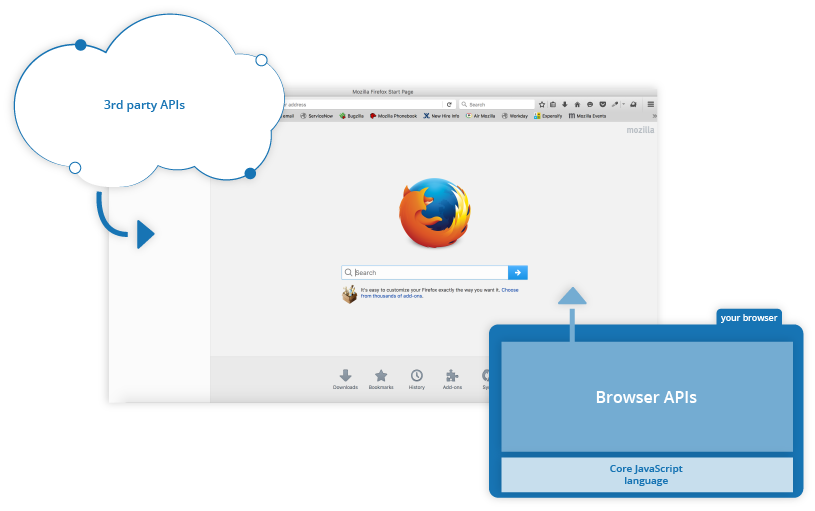 3rd party APIs
Mozilla Firefox Start Page
address
Search
email ServiceNow Bugzilla Mozilla Phonebook New Hire Info Air Mozilla Workday Expensify Mozilla Events
mozilla
Search
It's easy to customize your Firefox exactly the way you want it. Choose
from thousands of add-ons.
Downloads Bookmarks History Add-ons
your browser
Browser APIs
Core JavaScript
language